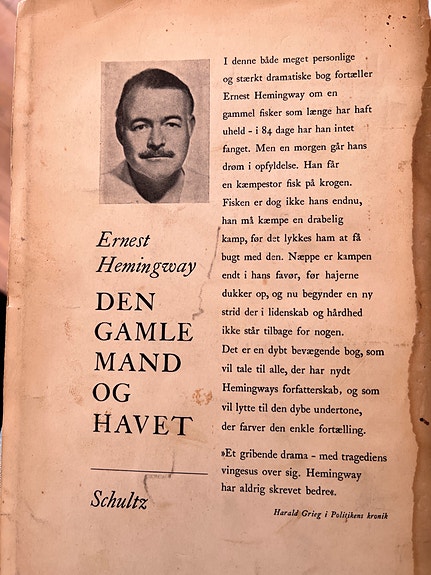 Ernest
Hemingway
DEN
GAMLE
MAND
OG
HAVET
Schultz
I denne både meget personlige
og stærkt dramatiske bog fortæller
Ernest Hemingway om en
gammel fisker som længe har haft
uheld - i 84 dage har han intet
fanget. Men en morgen går hans
drøm i opfyldelse. Han får
en kæmpestor fisk på krogen.
Fisken er dog ikke hans endnu,
han må kæmpe en drabelig
kamp, før det lykkes ham at få
bugt med den. Næppe er kampen
endt i hans favør, før hajerne
dukker op, og nu begynder en ny
strid der i lidenskab og hårdhed
ikke står tilbage for nogen.
Det er en dybt bevægende bog, som
vil tale til alle, der har nydt
Hemingways forfatterskab, og som
vil lytte til den dybe undertone,
der farver den enkle fortælling.
»Et gribende drama - med tragediens
vingesus over sig. Hemingway
har aldrig skrevet bedre«.
Harald Grieg i Politikens kronik